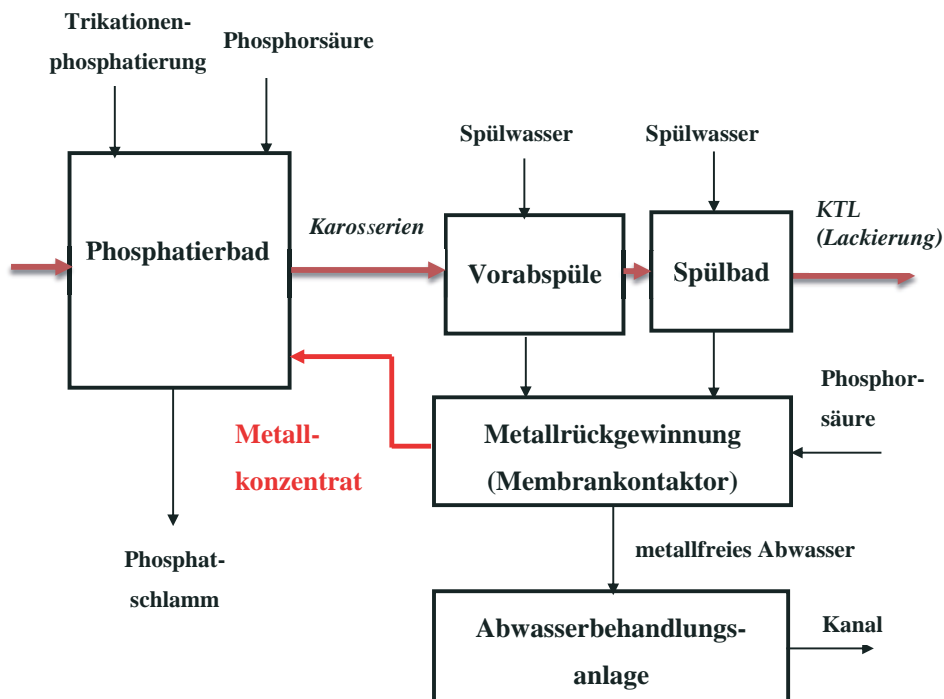 Trikationen-
phosphatierung
Phosphorsäure
Spülwasser
Spülwasser
Karosserien
KTL
(Lackierung)
Phosphatierbad
Vorabspüle
Spülbad
Phosphor-
säure
Metall-
konzentrat
Metallrückgewinnung
(Membrankontaktor)
Phosphat-
schlamm
metallfreies Abwasser
Abwasserbehandlungs-
anlage
Kanal